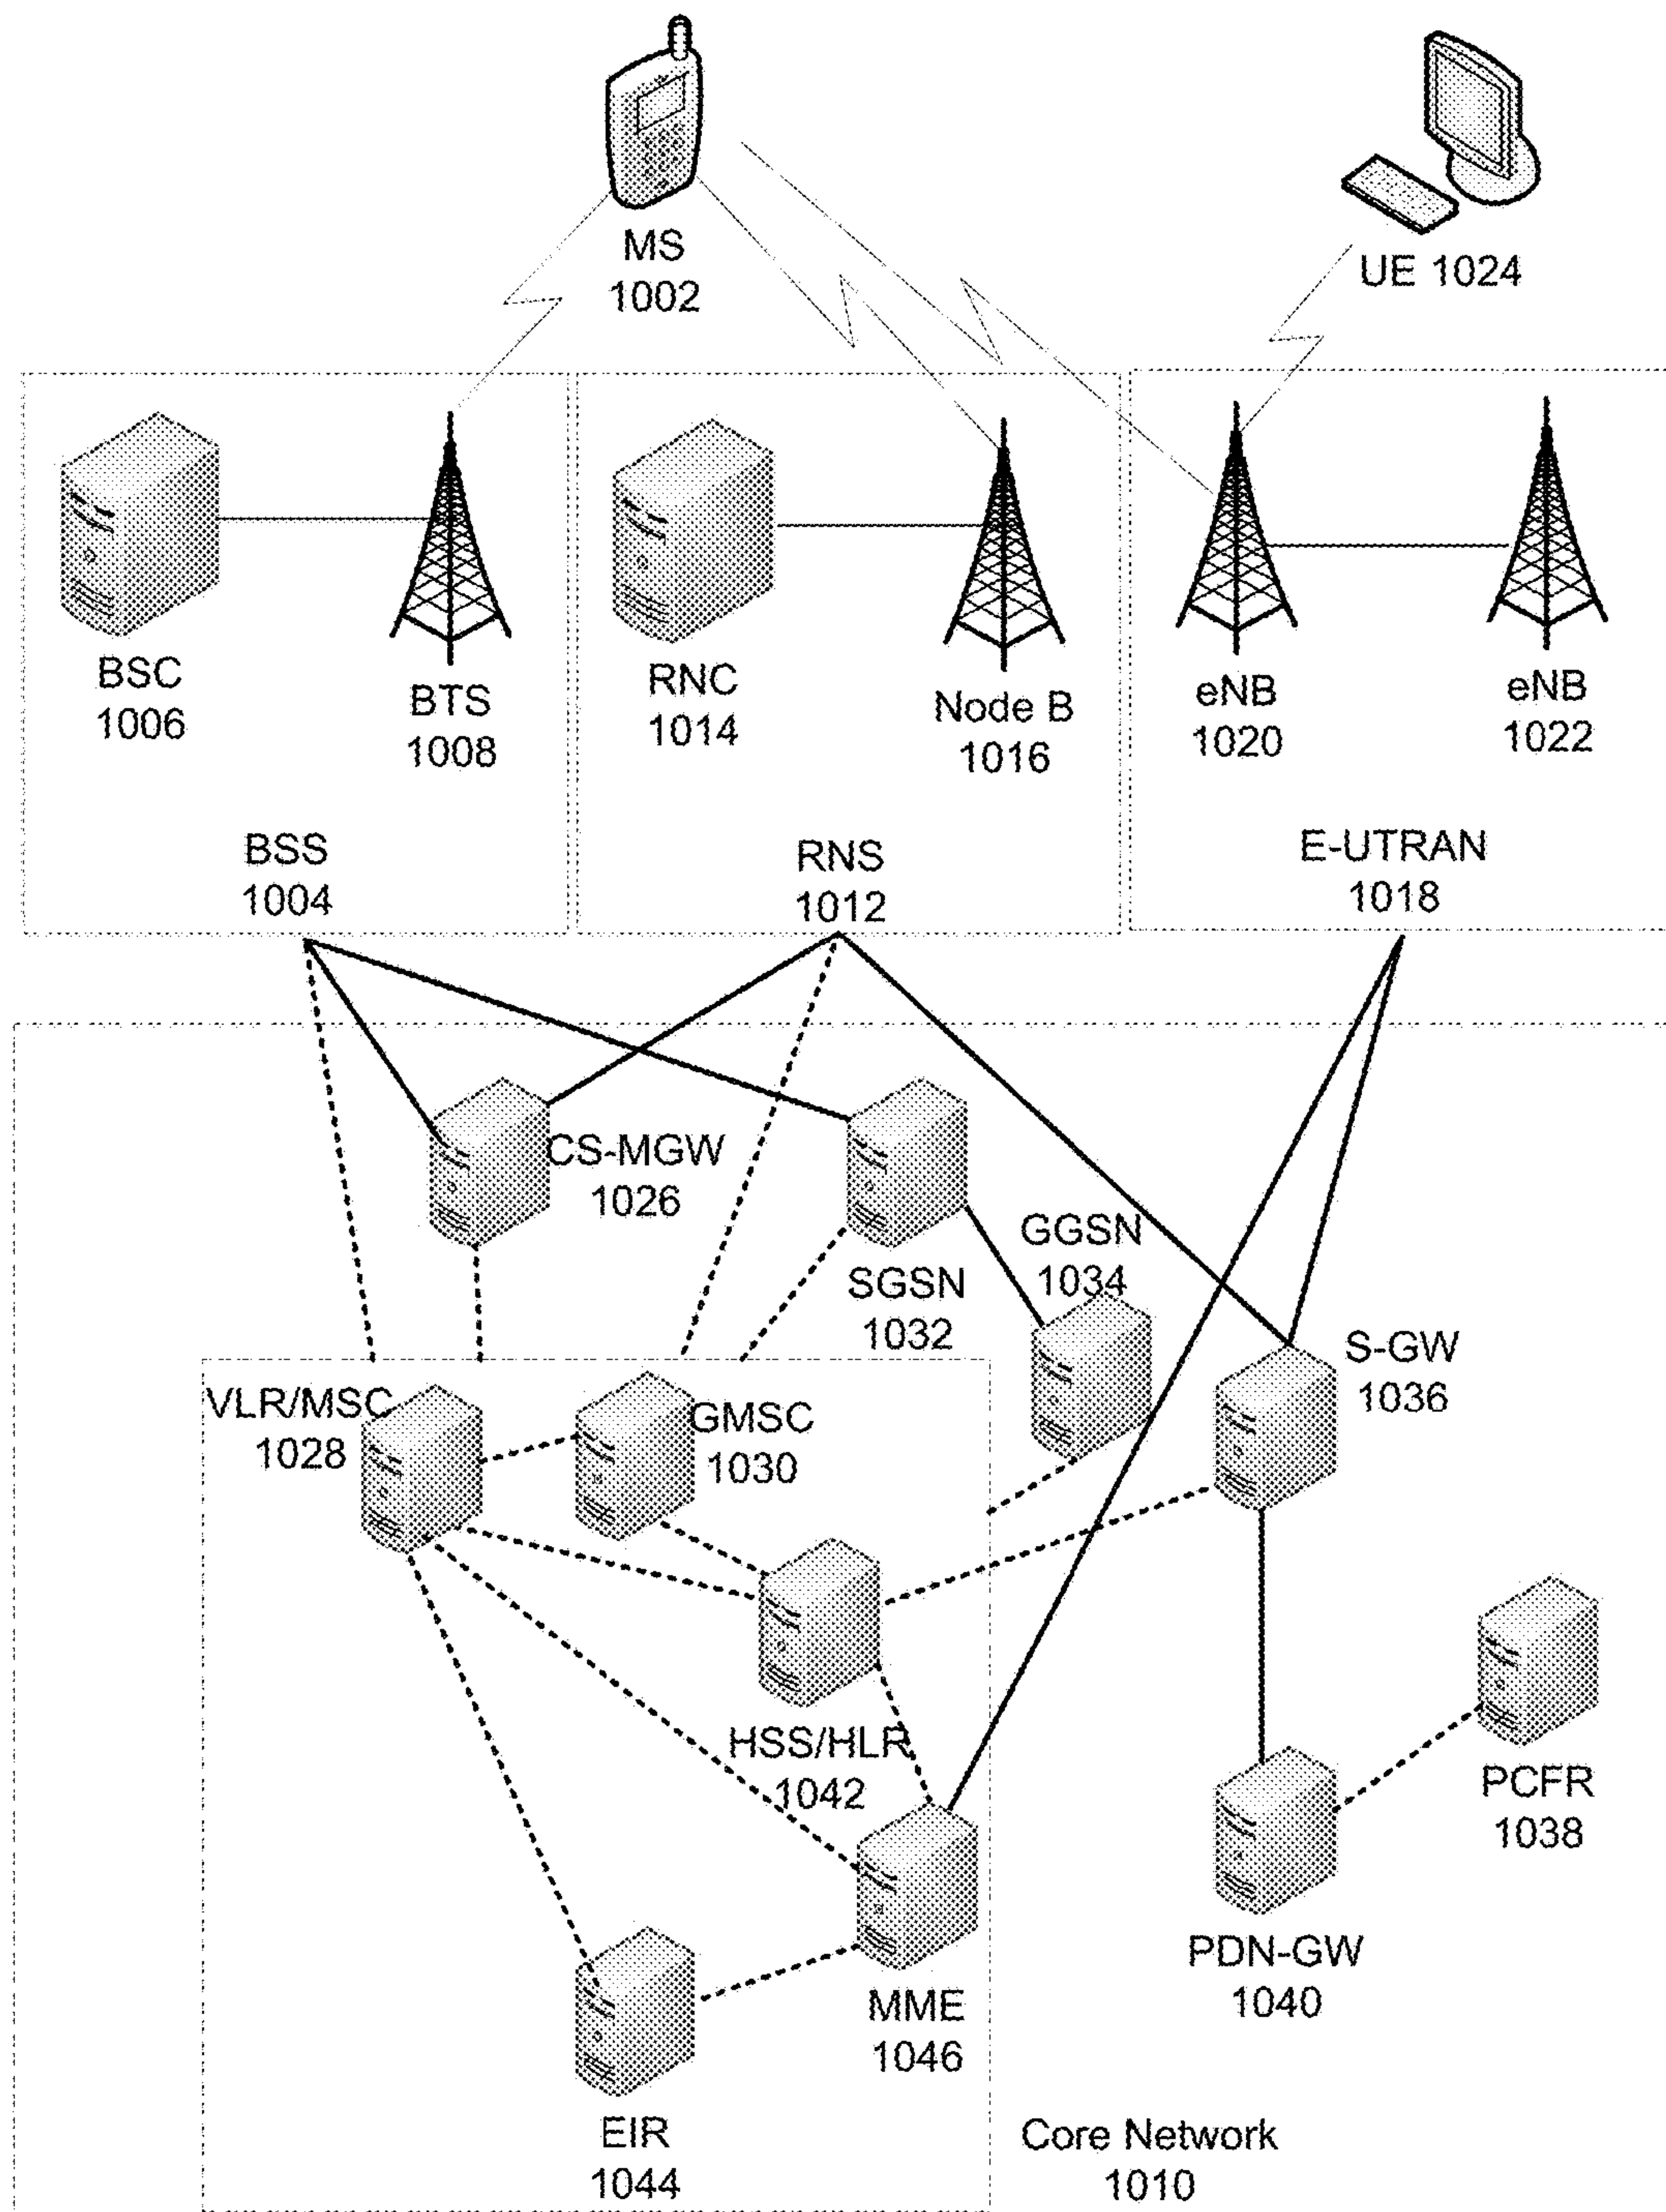 MS
1002
UE 1024
BSC
1006
BTS
1008
RNC
1014
Node B
1016
eNB
1020
eNB
1022
BSS
1004
RNS
1012
E-UTRAN
1018
CS-MGW
1026
SGSN
1032
GGSN
1034
S-GW
1036
VLR/MSC
1028
GMSC
1030
HSS/HLR
1042
PCFR
1038
PDN-GW
1040
MME
1046
EIR
1044
Core Network
1010